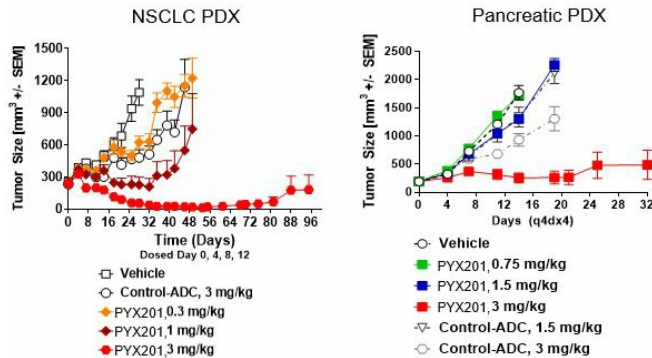 NSCLC PDX
Tumor Size [mm³ +/- SEM]
1500
1200
900
600
300
0
0 8 16 24 32 40 48 56 64 72 80 88 96
Time (Days)
Dosed Day 0, 4, 8, 12
Vehicle
Control-ADC, 3 mg/kg
PYX201, 0.3 mg/kg
PYX201, 1 mg/kg
PYX201, 3 mg/kg
Pancreatic PDX
Tumor Size [mm³ +/- SEM]
2500
2000
1500
1000
500
0
0 4 8 12 16 20 24 28 32
Days (q4dx4)
Vehicle
PYX201, 0.75 mg/kg
PYX201, 1.5 mg/kg
PYX201, 3 mg/kg
Control-ADC, 1.5 mg/kg
Control-ADC, 3 mg/kg